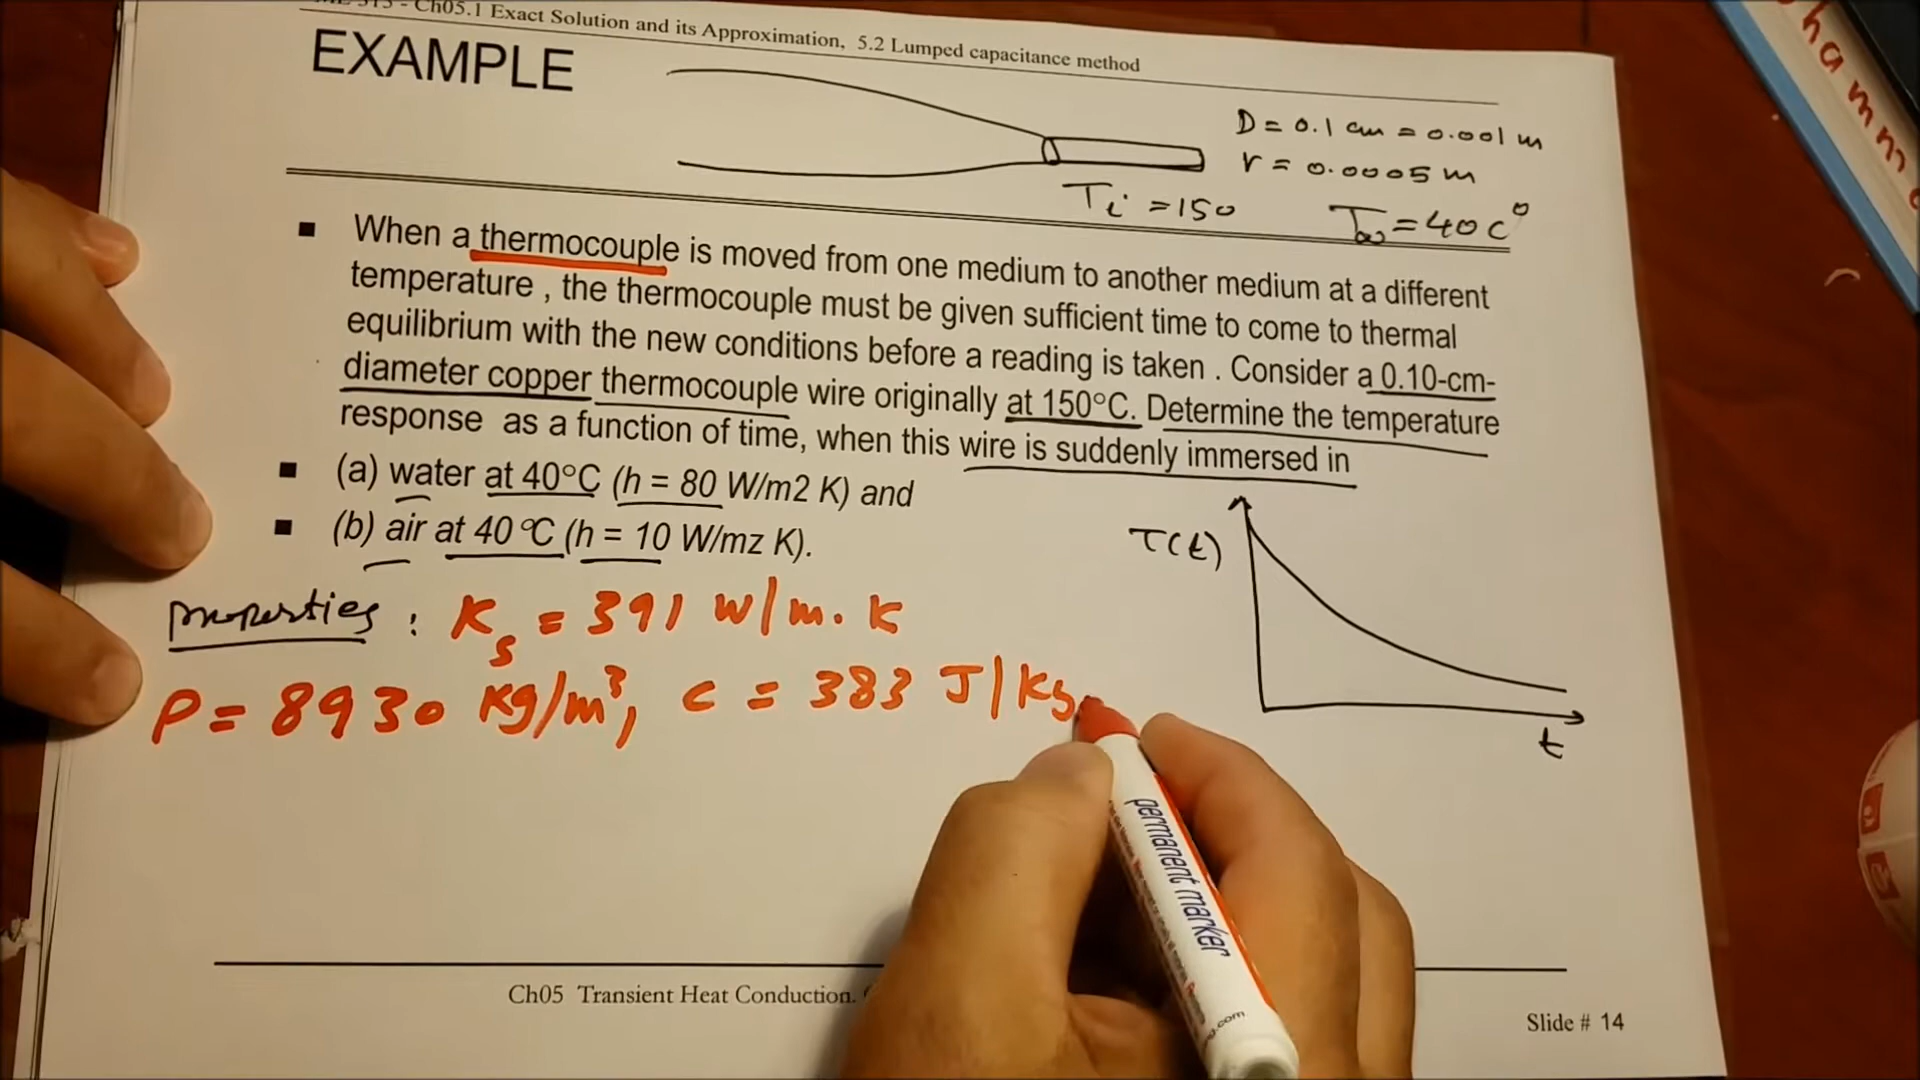 - Ch05.1 Exact Solution and its Approximation, 5.2 Lumped capacitance method
EXAMPLE
D = 0.1 cm = 0.001 m
r = 0.0005 m
Ti = 150
T∞ = 40 C°
When a thermocouple is moved from one medium to another medium at a different
temperature , the thermocouple must be given sufficient time to come to thermal
equilibrium with the new conditions before a reading is taken . Consider a 0.10-cm-
diameter copper thermocouple wire originally at 150°C. Determine the temperature
response as a function of time, when this wire is suddenly immersed in
(a) water at 40°C (h = 80 W/m2 K) and
(b) air at 40 °C (h = 10 W/mz K).
T(t)
t
properties : Ks = 391 W/m. K
ρ = 8930 kg/m³, c = 383 J/kg.
permanent marker
Ch05 Transient Heat Conduction.
Slide # 14